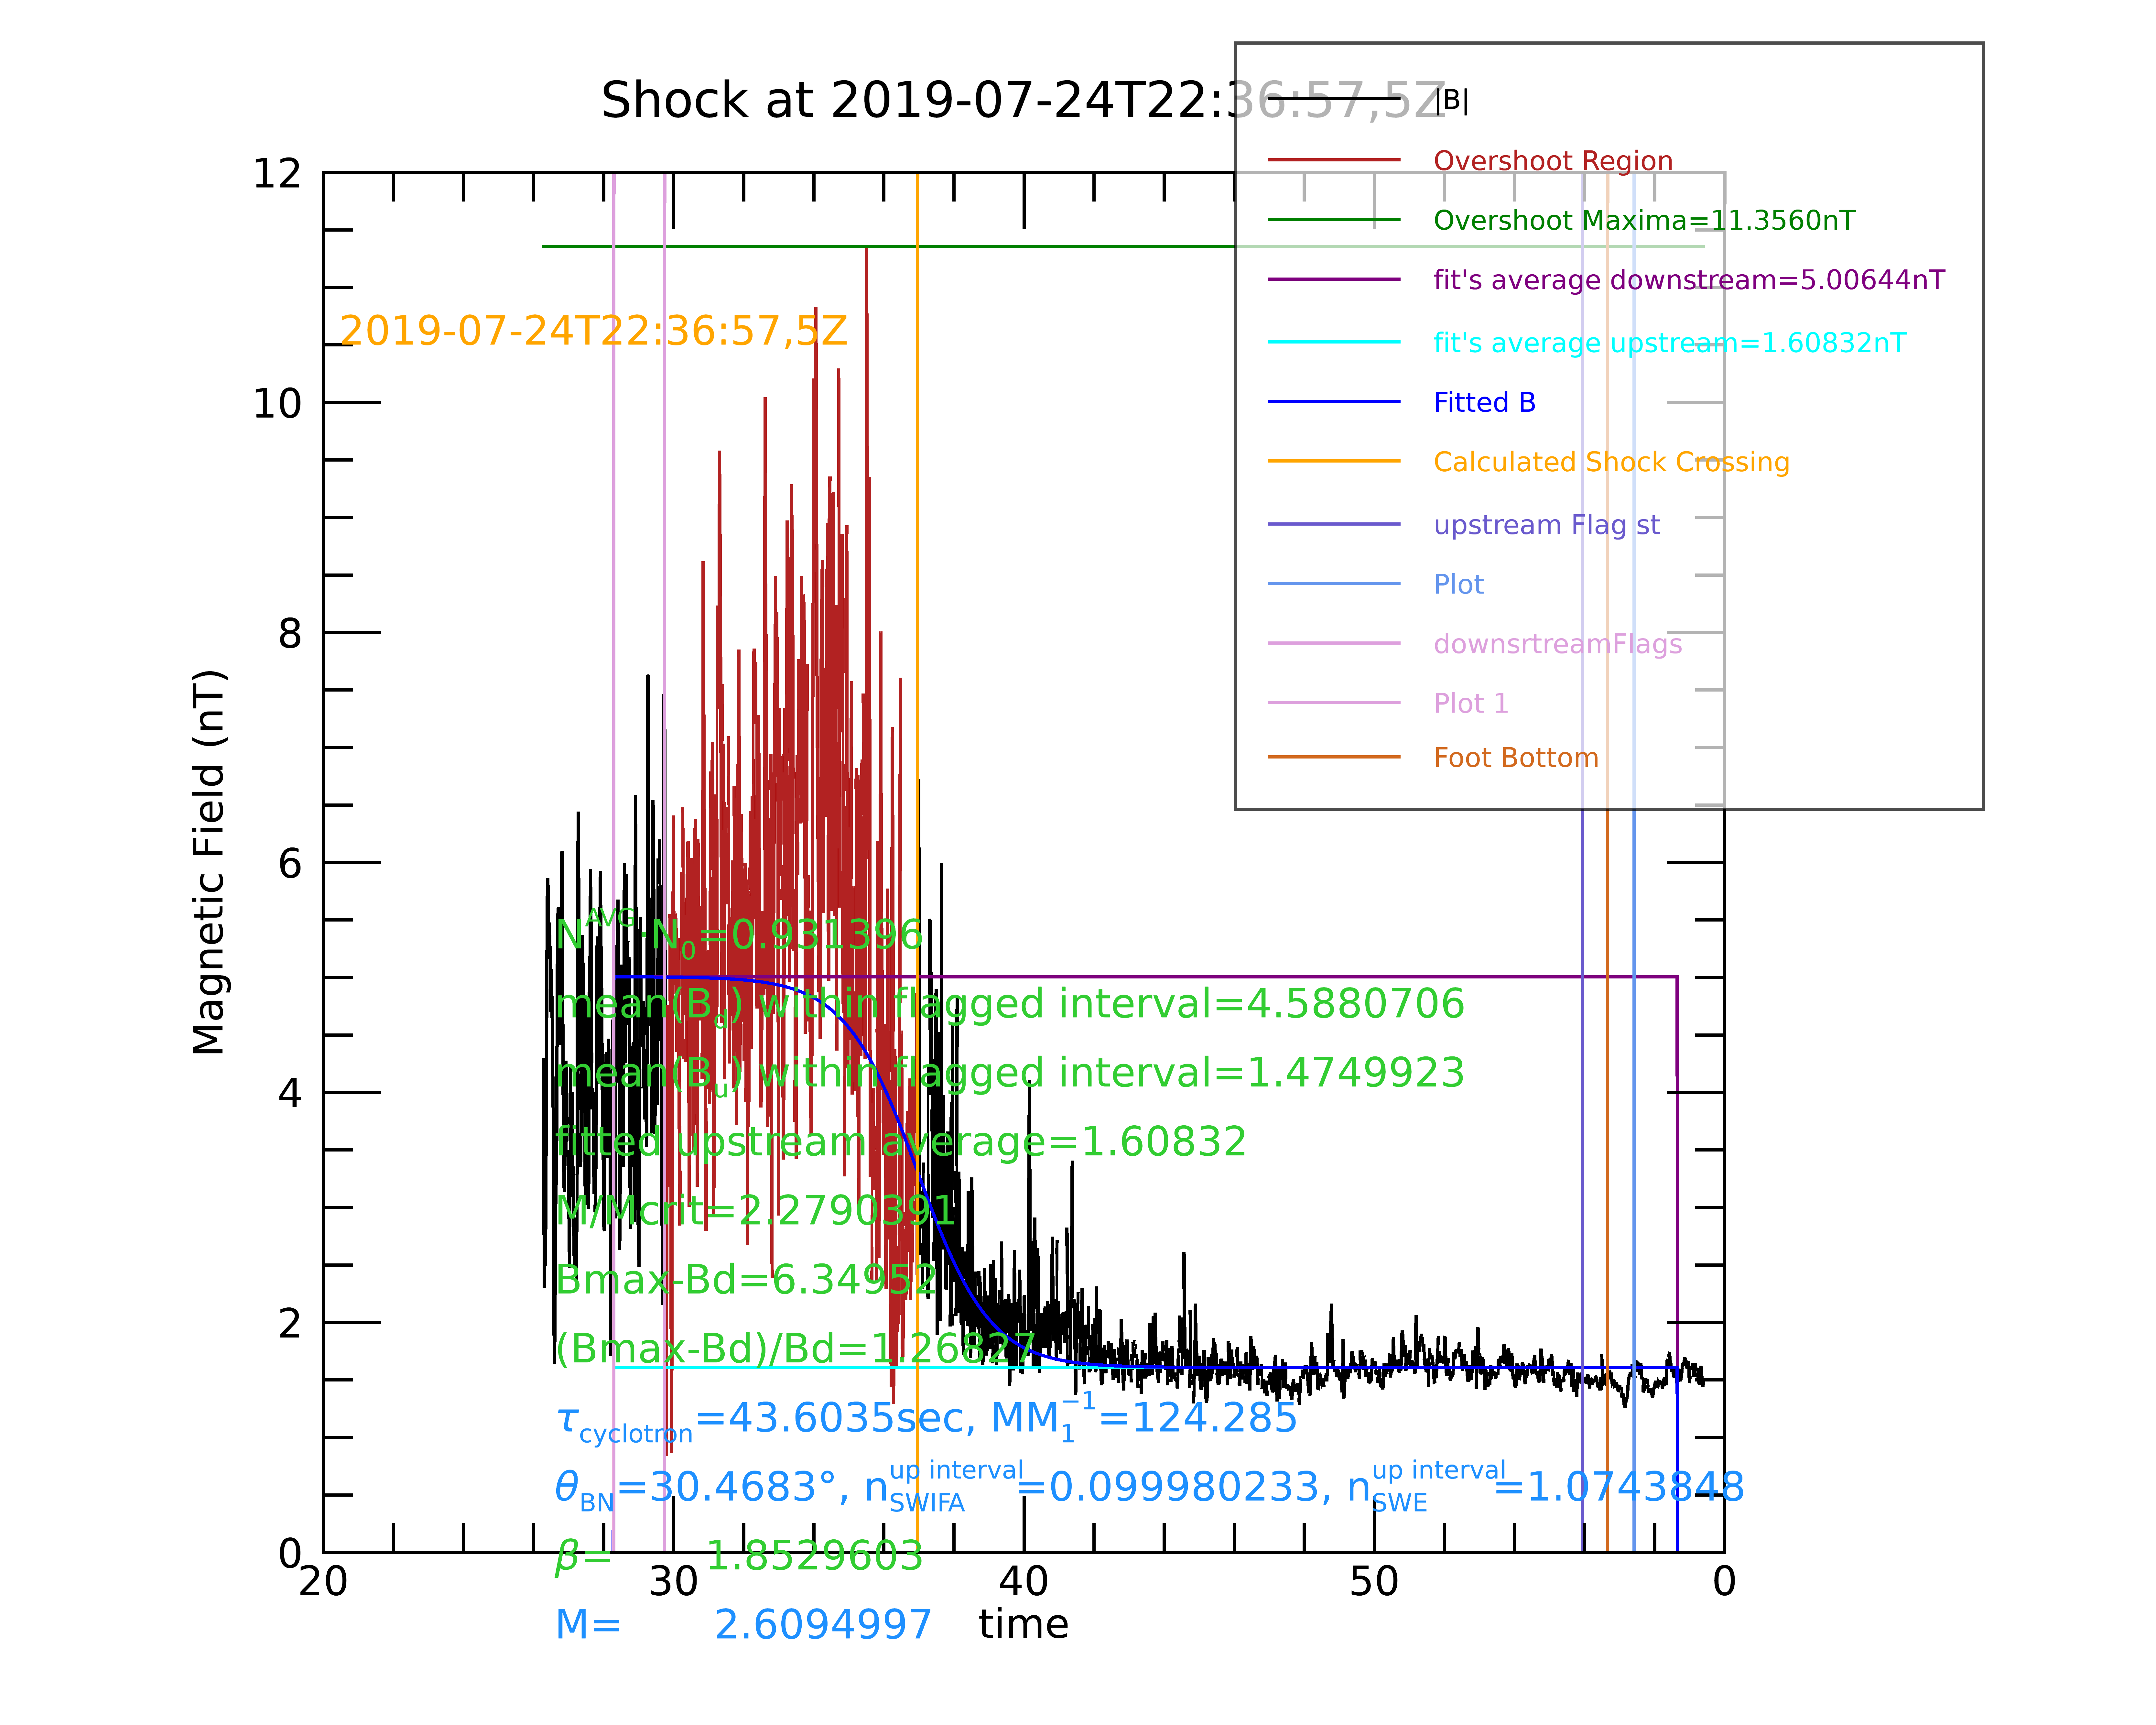 Shock at 2019-07-24T22:36:57,5Z
|B|
Overshoot Region
Overshoot Maxima=11.3560nT
fit's average downstream=5.00644nT
fit's average upstream=1.60832nT
Fitted B
Calculated Shock Crossing
upstream Flag st
Plot
downsrtreamFlags
Plot 1
Foot Bottom
2019-07-24T22:36:57,5Z
Magnetic Field (nT)
12
10
8
6
4
2
0
N^AVG·N_0=0.931396
mean(B_d) within flagged interval=4.5880706
mean(B_u) within flagged interval=1.4749923
fitted upstream average=1.60832
M/Mcrit=2.2790391
Bmax-Bd=6.34952
(Bmax-Bd)/Bd=1.26827
τ_cyclotron=43.6035sec, MM_1^−1=124.285
θ_BN=30.4683°, n_SWIFA^up interval=0.099980233, n_SWE^up interval=1.0743848
β= 1.8529603
M= 2.6094997
20 30 40 50 0
time